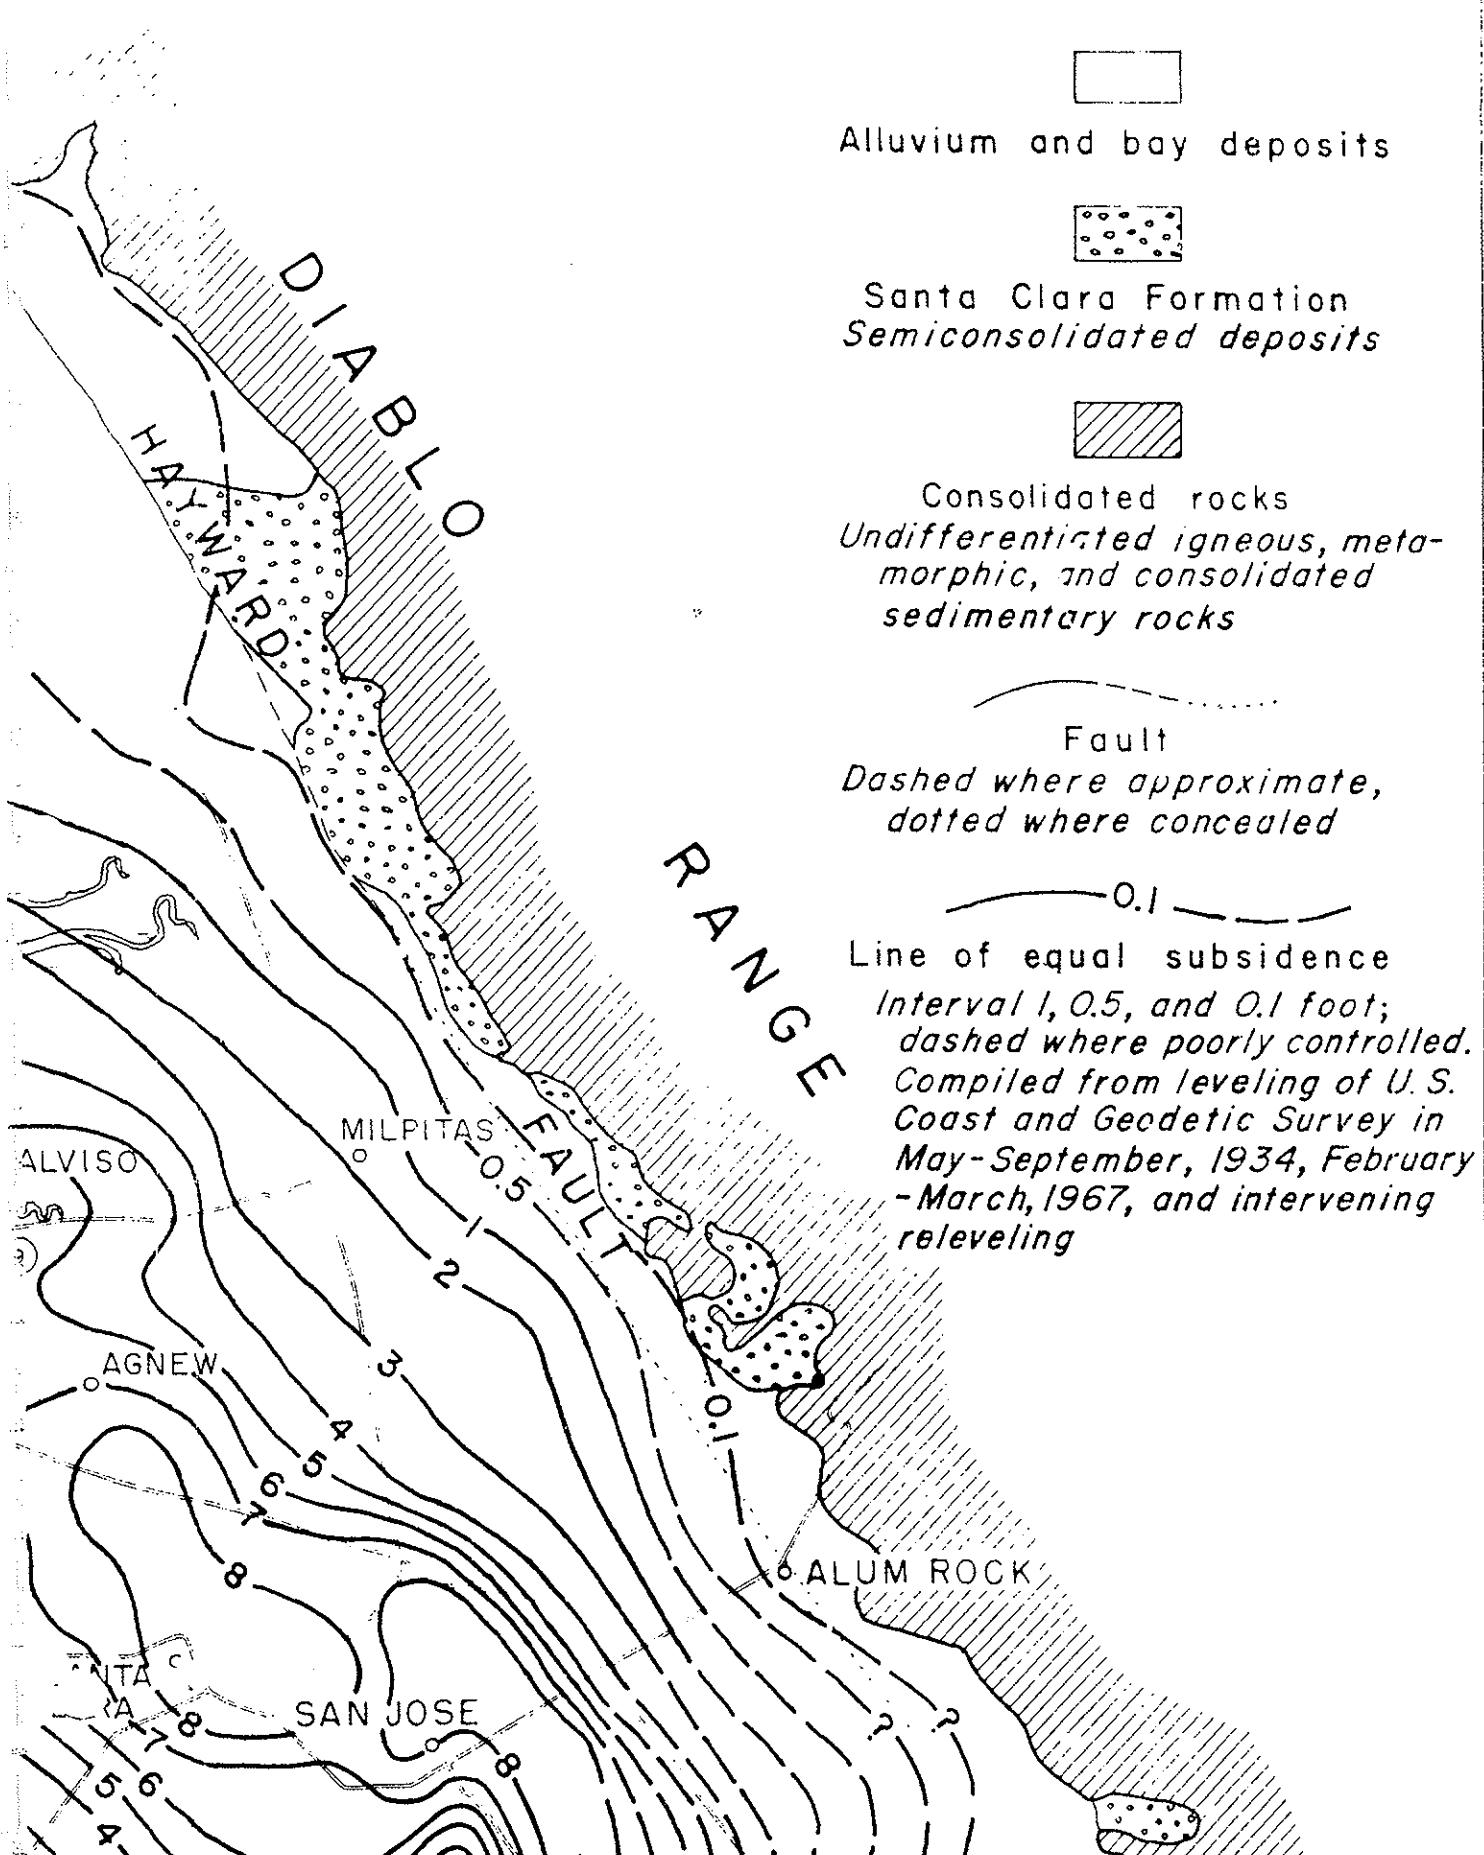 Alluvium and bay deposits
Santa Clara Formation
Semiconsolidated deposits
Consolidated rocks
Undifferentiated igneous, meta-
morphic, and consolidated
sedimentary rocks
Fault
Dashed where approximate,
dotted where concealed
0.1
Line of equal subsidence
Interval 1, 0.5, and 0.1 foot;
dashed where poorly controlled.
Compiled from leveling of U.S.
Coast and Geodetic Survey in
May-September, 1934, February
-March, 1967, and intervening
releveling
DIABLO
RANGE
HAYWARD
FAULT
MILPITAS
ALVISO
0.5
1
2
AGNEW
3
0.1
4
5
6
7
8
ALUM ROCK
SAN JOSE
8
7
8
?
?
5
6
4